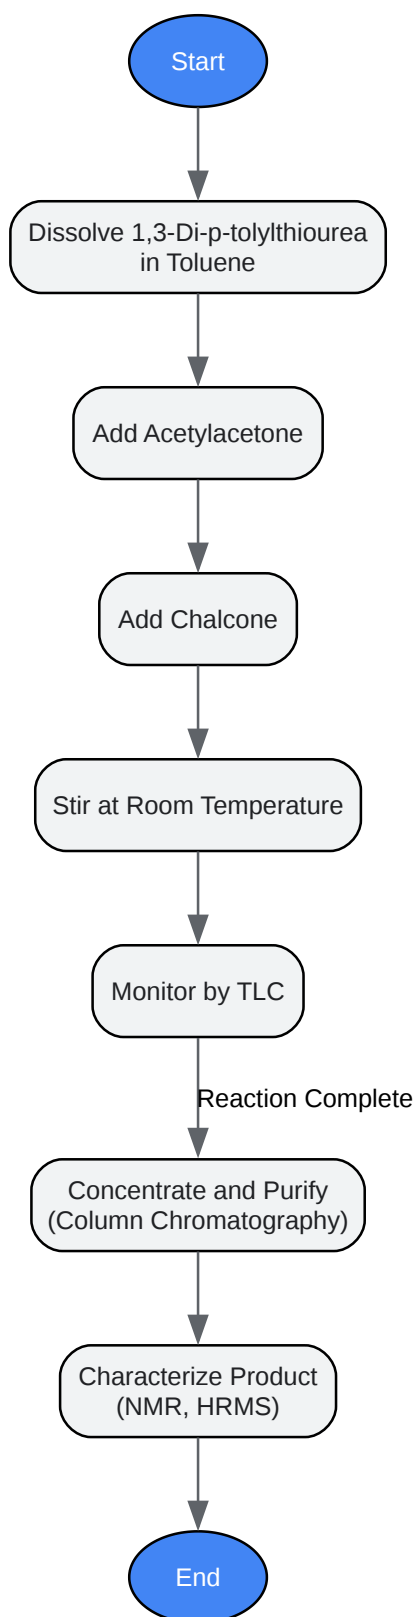 Start
Dissolve 1,3-Di-p-tolylthiourea
in Toluene
Add Acetylacetone
Add Chalcone
Stir at Room Temperature
Monitor by TLC
Reaction Complete
Concentrate and Purify
(Column Chromatography)
Characterize Product
(NMR, HRMS)
End